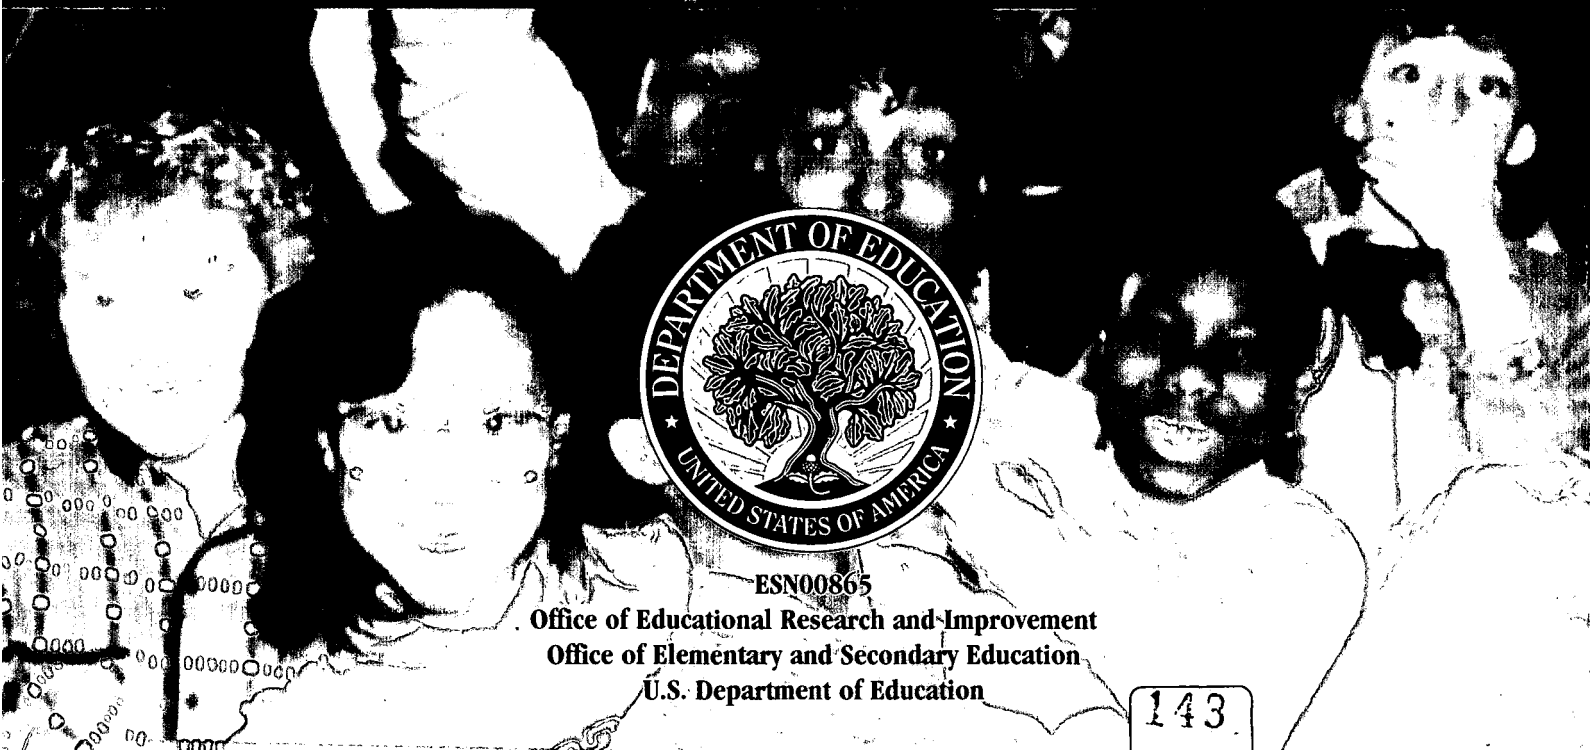 DEPARTMENT OF EDUCATION
UNITED STATES OF AMERICA
ESN00865
Office of Educational Research and Improvement
Office of Elementary and Secondary Education
U.S. Department of Education
143